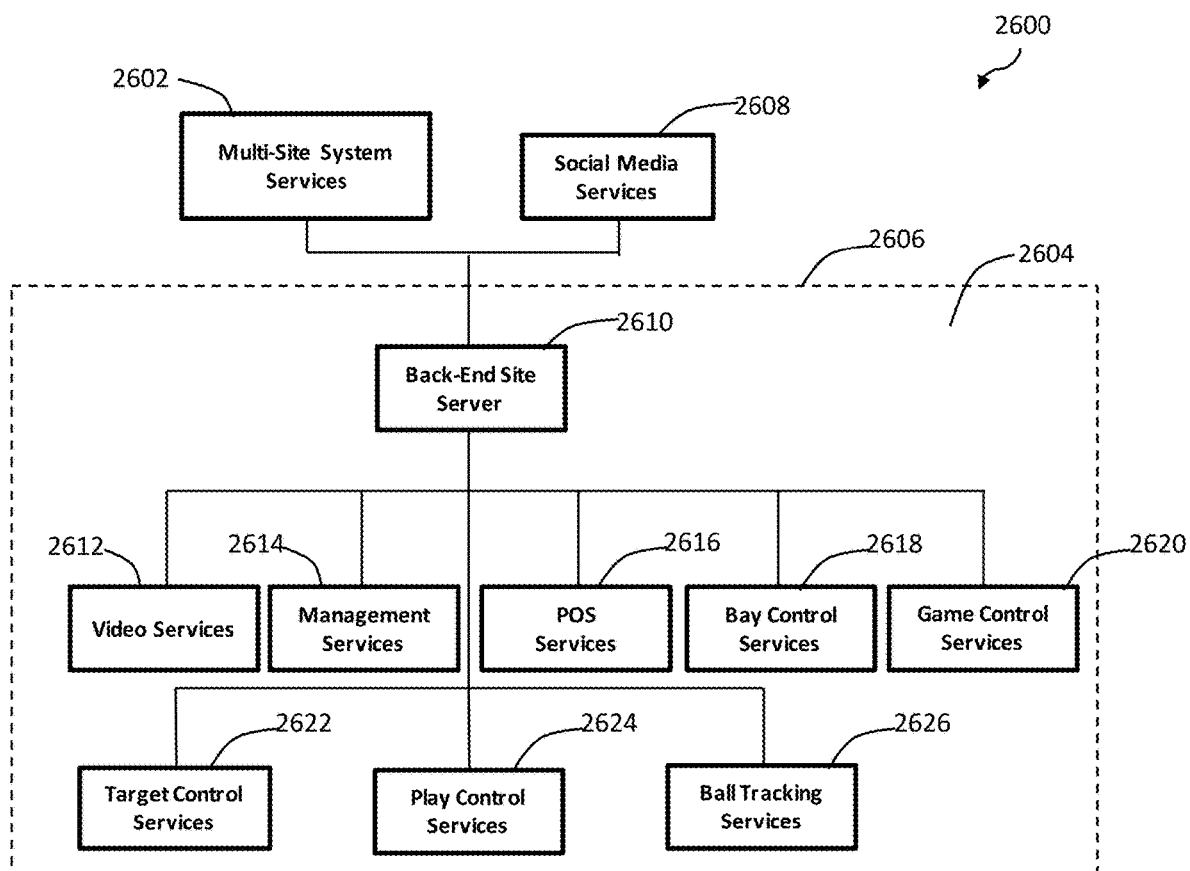 2600
2602
2608
Multi-Site System
Services
Social Media
Services
2606
2604
2610
Back-End Site
Server
2612
2614
2616
2618
2620
Video Services
Management
Services
POS
Services
Bay Control
Services
Game Control
Services
2622
2624
2626
Target Control
Services
Play Control
Services
Ball Tracking
Services